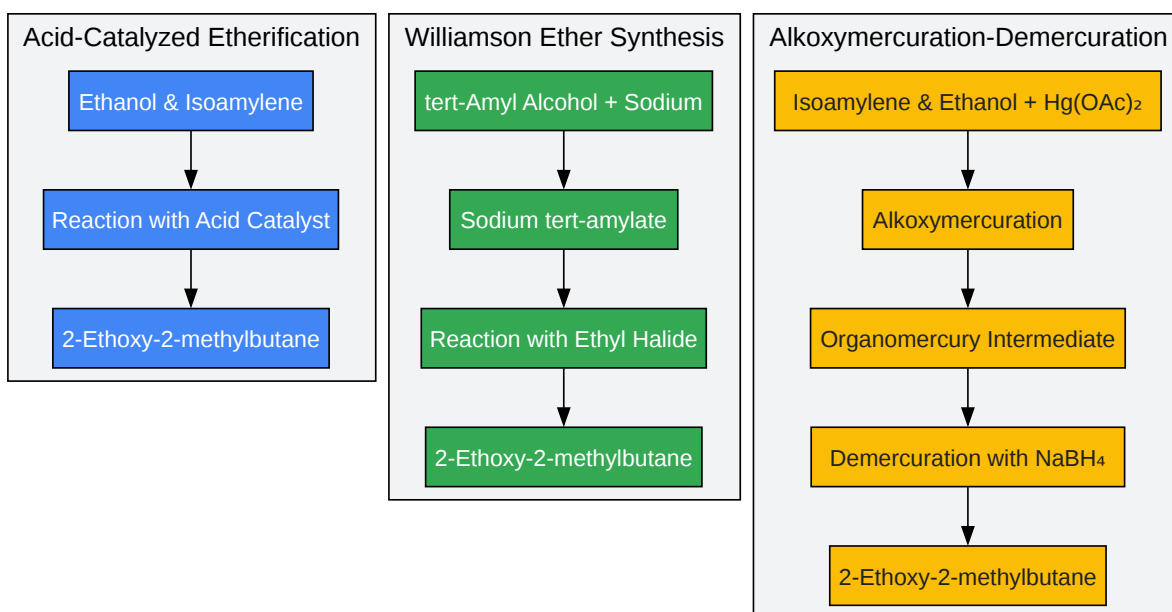 Acid-Catalyzed Etherification
Ethanol & Isoamylene
Reaction with Acid Catalyst
2-Ethoxy-2-methylbutane
Williamson Ether Synthesis
tert-Amyl Alcohol + Sodium
Sodium tert-amylate
Reaction with Ethyl Halide
2-Ethoxy-2-methylbutane
Alkoxymercuration-Demercuration
Isoamylene & Ethanol + Hg(OAc)₂
Alkoxymercuration
Organomercury Intermediate
Demercuration with NaBH₄
2-Ethoxy-2-methylbutane